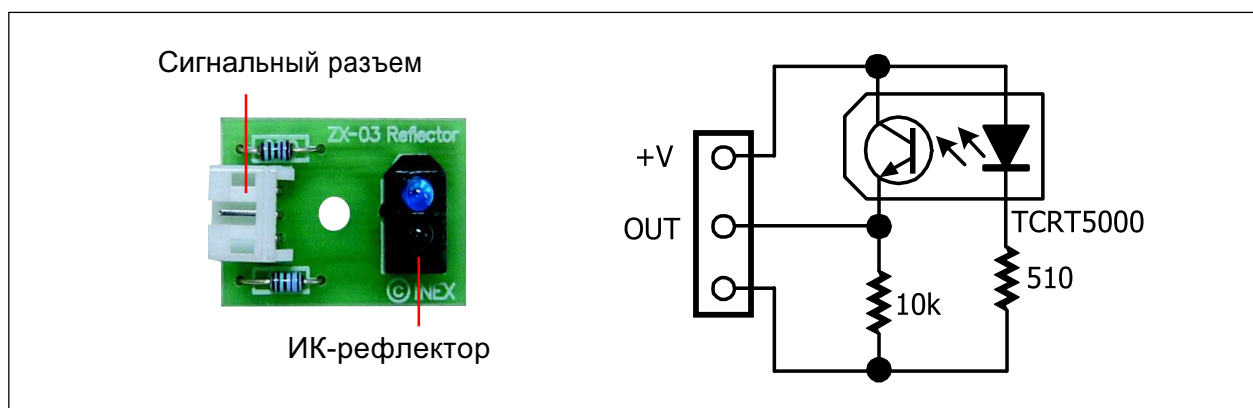 Сигнальный разъем
ZX-03 Reflector
© INEX
ИК-рефлектор
+V
OUT
TCRT5000
510
10k